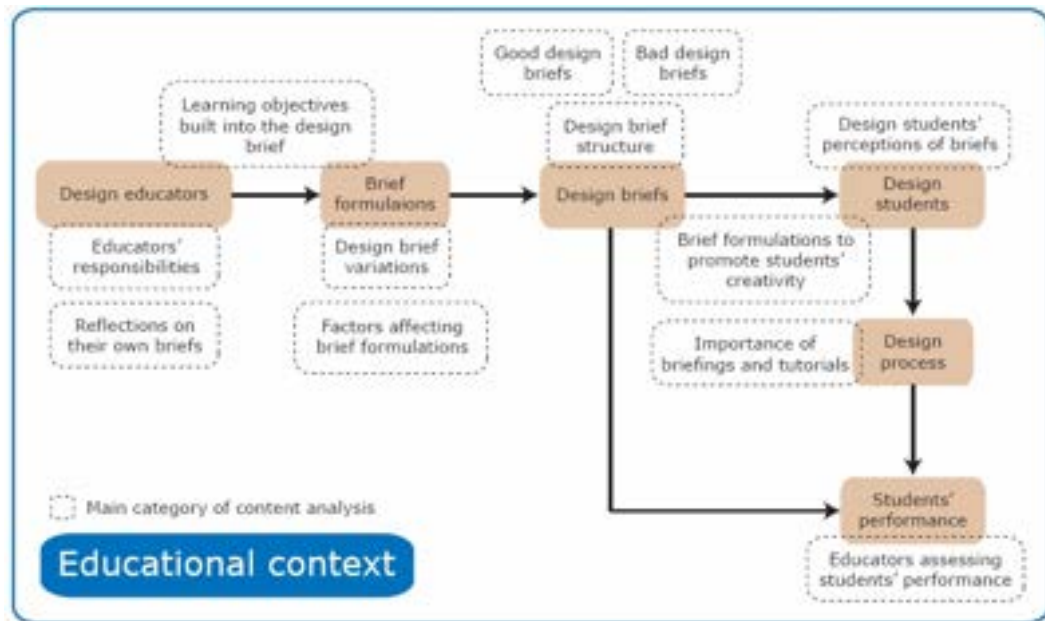 Good design
briefs
Bad design
briefs
Learning objectives
built into the design
brief
Design brief
structure
Design students'
perceptions of briefs
Design educators
Brief
formulaions
Design briefs
Design
students
Educators'
responsibilities
Design brief
variations
Brief formulations to
promote students'
creativity
Reflections on
their own briefs
Factors affecting
brief formulations
Importance of
briefings and tutorials
Design
process
Main category of content analysis
Students'
performance
Educational context
Educators assessing
students' performance